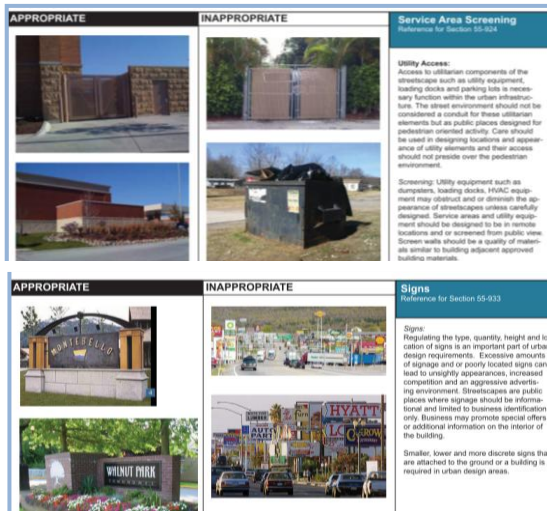 APPROPRIATE
INAPPROPRIATE
Service Area Screening
Reference for Section 55-924
Utility Access:
Access to utilitarian components of the
streetscape such as utility equipment,
loading docks and parking lots is neces-
sary function within the urban infrastruc-
ture. The street environment should not be
considered a conduit for these utilitarian
elements but as public places designed for
pedestrian oriented activity. Care should
be used in designing locations and appear-
ance of utility elements and their access
should not preside over the pedestrian
environment.
Screening: Utility equipment such as
dumpsters, loading docks, HVAC equip-
ment may obstruct and or diminish the ap-
pearance of streetscapes unless carefully
designed. Service areas and utility equip-
ment should be designed to be in remote
locations and or screened from public view.
Screen walls should be a quality of materi-
als similar to building adjacent approved
building materials.
APPROPRIATE
INAPPROPRIATE
Signs
Reference for Section 55-933
MONTEBELLO
WALNUT PARK
HYATT
AUTO
PART
Signs:
Regulating the type, quantity, height and lo
cation of signs is an important part of urba
design requirements. Excessive amounts
of signage and or poorly located signs can
lead to unsightly appearances, increased
competition and an aggressive advertis-
ing environment. Streetscapes are public
places where signage should be informa-
tional and limited to business identification
only. Business may promote special offers
or additional information on the interior of
the building.
Smaller, lower and more discrete signs tha
are attached to the ground or a building is
required in urban design areas.